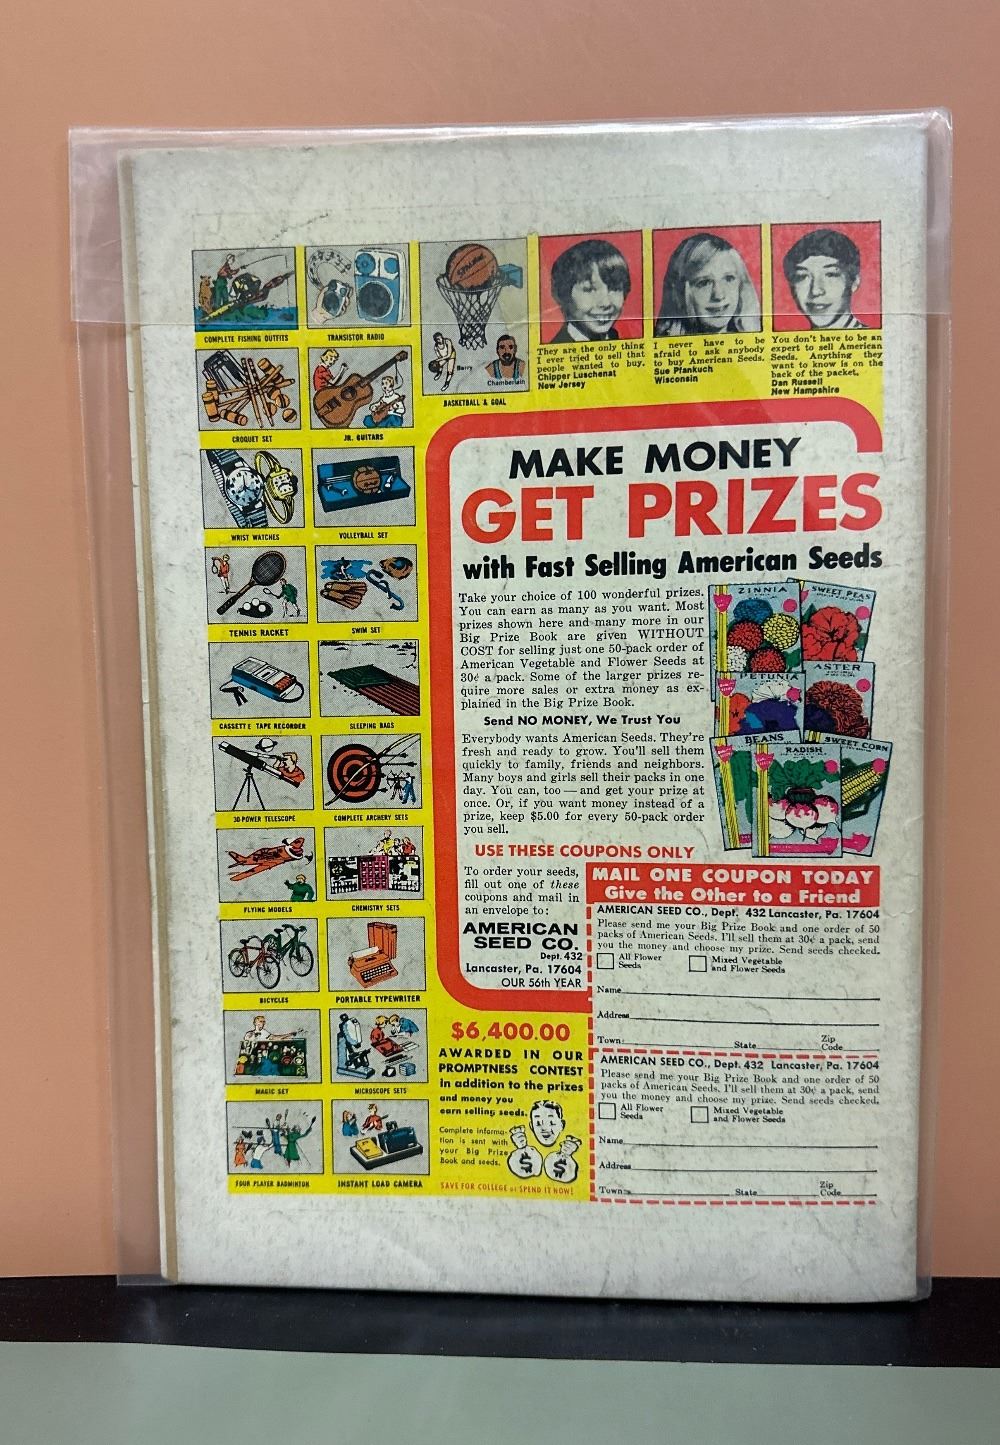 COMPLETE FISHING OUTFITS
TRANSISTOR RADIO
CROQUET SET
JR. GUITARS
WRIST WATCHES
VOLLEYBALL SET
TENNIS RACKET
SWIM SET
CASSETTE TAPE RECORDER
SLEEPING BAGS
30-POWER TELESCOPE
COMPLETE ARCHERY SETS
FLYING MODELS
CHEMISTRY SETS
BICYCLES
PORTABLE TYPEWRITER
MAGIC SET
MICROSCOPE SETS
FOUR PLAYER BADMINTON
INSTANT LOAD CAMERA
SPALDING
Barry
Chamberlain
BASKETBALL & GOAL
They are the only thing
I ever tried to sell that
people wanted to buy.
Chipper Luschenat
New Jersey
I never have to be
afraid to ask anybody
to buy American Seeds.
Sue Pfankuch
Wisconsin
You don't have to be an
expert to sell American
Seeds. Anything they
want to know is on the
back of the packet.
Dan Russell
New Hampshire
MAKE MONEY
GET PRIZES
with Fast Selling American Seeds
Take your choice of 100 wonderful prizes.
You can earn as many as you want. Most
prizes shown here and many more in our
Big Prize Book are given WITHOUT
COST for selling just one 50-pack order of
American Vegetable and Flower Seeds at
30¢ a pack. Some of the larger prizes re-
quire more sales or extra money as ex-
plained in the Big Prize Book.
Send NO MONEY, We Trust You
Everybody wants American Seeds. They're
fresh and ready to grow. You'll sell them
quickly to family, friends and neighbors.
Many boys and girls sell their packs in one
day. You can, too — and get your prize at
once. Or, if you want money instead of a
prize, keep $5.00 for every 50-pack order
you sell.
ZINNIA
SWEET PEAS
PETUNIA
ASTER
BEANS
RADISH
SWEET CORN
USE THESE COUPONS ONLY
To order your seeds,
fill out one of these
coupons and mail in
an envelope to:
AMERICAN
SEED CO.
Dept. 432
Lancaster, Pa. 17604
OUR 56th YEAR
MAIL ONE COUPON TODAY
Give the Other to a Friend
AMERICAN SEED CO., Dept. 432 Lancaster, Pa. 17604
Please send me your Big Prize Book and one order of 50
packs of American Seeds. I'll sell them at 30¢ a pack, send
you the money and choose my prize. Send seeds checked.
All Flower
Seeds
Mixed Vegetable
and Flower Seeds
Name
Address
Town
State
Zip
Code
AMERICAN SEED CO., Dept. 432 Lancaster, Pa. 17604
Please send me your Big Prize Book and one order of 50
packs of American Seeds. I'll sell them at 30¢ a pack, send
you the money and choose my prize. Send seeds checked.
All Flower
Seeds
Mixed Vegetable
and Flower Seeds
Name
Address
Town
State
Zip
Code
$6,400.00
AWARDED IN OUR
PROMPTNESS CONTEST
in addition to the prizes
and money you
earn selling seeds.
Complete informa-
tion is sent with
your Big Prize
Book and seeds.
$ $
SAVE FOR COLLEGE or SPEND IT NOW!